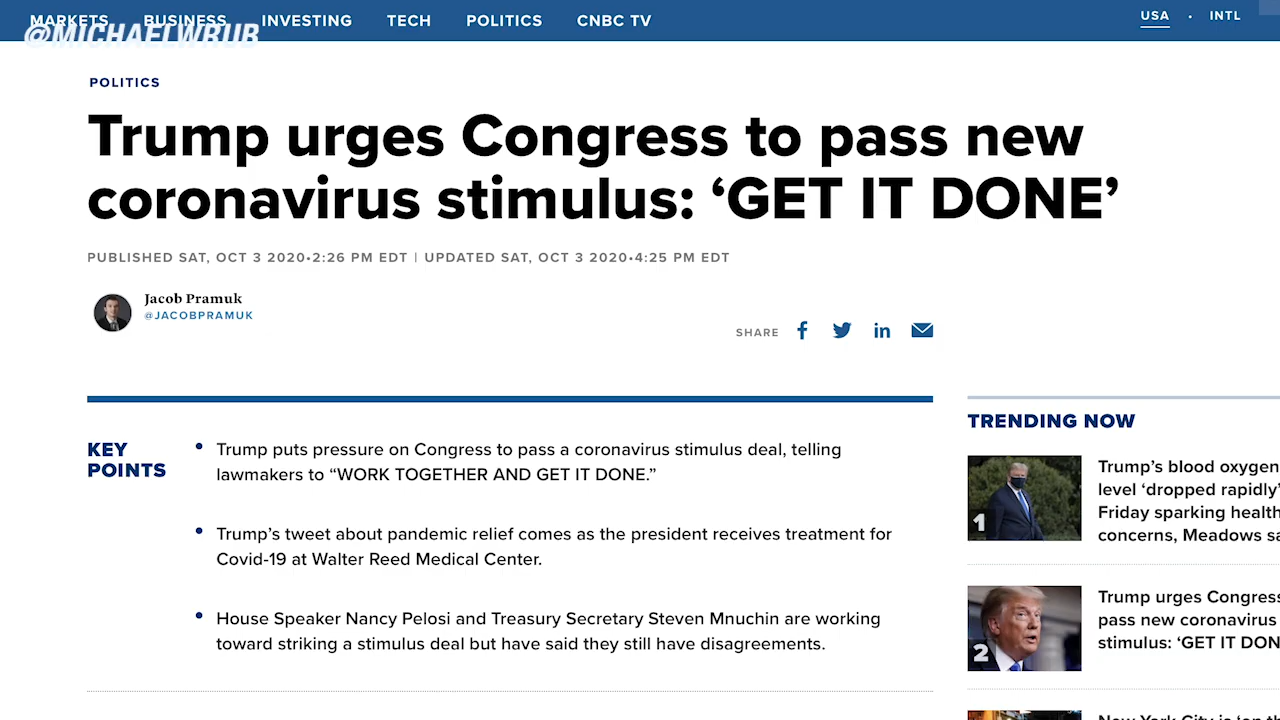 MARKETS BUSINESS INVESTING TECH POLITICS CNBC TV
USA · INTL
@MICHAELWRUB
POLITICS
Trump urges Congress to pass new
coronavirus stimulus: ‘GET IT DONE’
PUBLISHED SAT, OCT 3 2020•2:26 PM EDT | UPDATED SAT, OCT 3 2020•4:25 PM EDT
Jacob Pramuk
@JACOBPRAMUK
SHARE
KEY
POINTS
• Trump puts pressure on Congress to pass a coronavirus stimulus deal, telling
lawmakers to “WORK TOGETHER AND GET IT DONE.”
• Trump’s tweet about pandemic relief comes as the president receives treatment for
Covid-19 at Walter Reed Medical Center.
• House Speaker Nancy Pelosi and Treasury Secretary Steven Mnuchin are working
toward striking a stimulus deal but have said they still have disagreements.
TRENDING NOW
1
Trump’s blood oxygen
level ‘dropped rapidly’
Friday sparking health
concerns, Meadows sa
2
Trump urges Congress
pass new coronavirus
stimulus: ‘GET IT DON